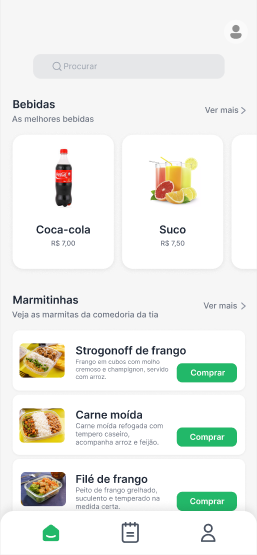 Procurar
Bebidas
Ver mais
As melhores bebidas
Coca-cola
R$ 7,00
Suco
R$ 7,50
Marmitinhas
Ver mais
Veja as marmitas da comedoria da tia
Strogonoff de frango
Frango em cubos com molho
cremoso e champignon, servido
com arroz.
Comprar
Carne moída
Carne moída refogada com
tempero caseiro,
acompanha arroz e feijão.
Comprar
Filé de frango
Peito de frango grelhado,
suculento e temperado na
medida certa.
Comprar